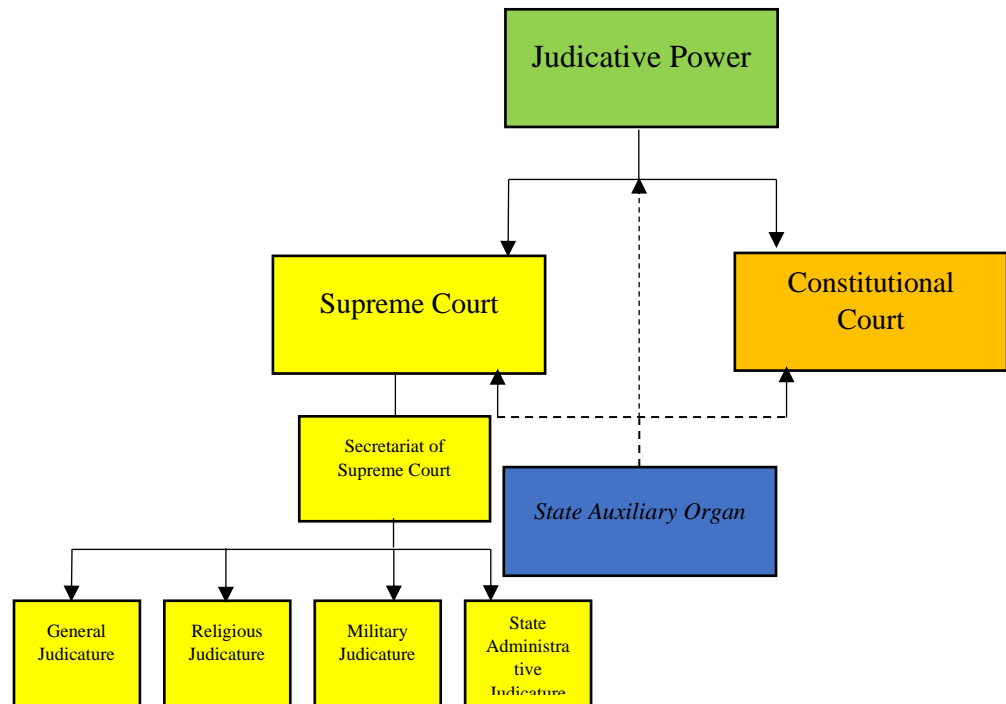 Judicative Power
Supreme Court
Constitutional
Court
Secretariat of
Supreme Court
State Auxiliary Organ
General
Judicature
Religious
Judicature
Military
Judicature
State
Administra
tive
Judicature